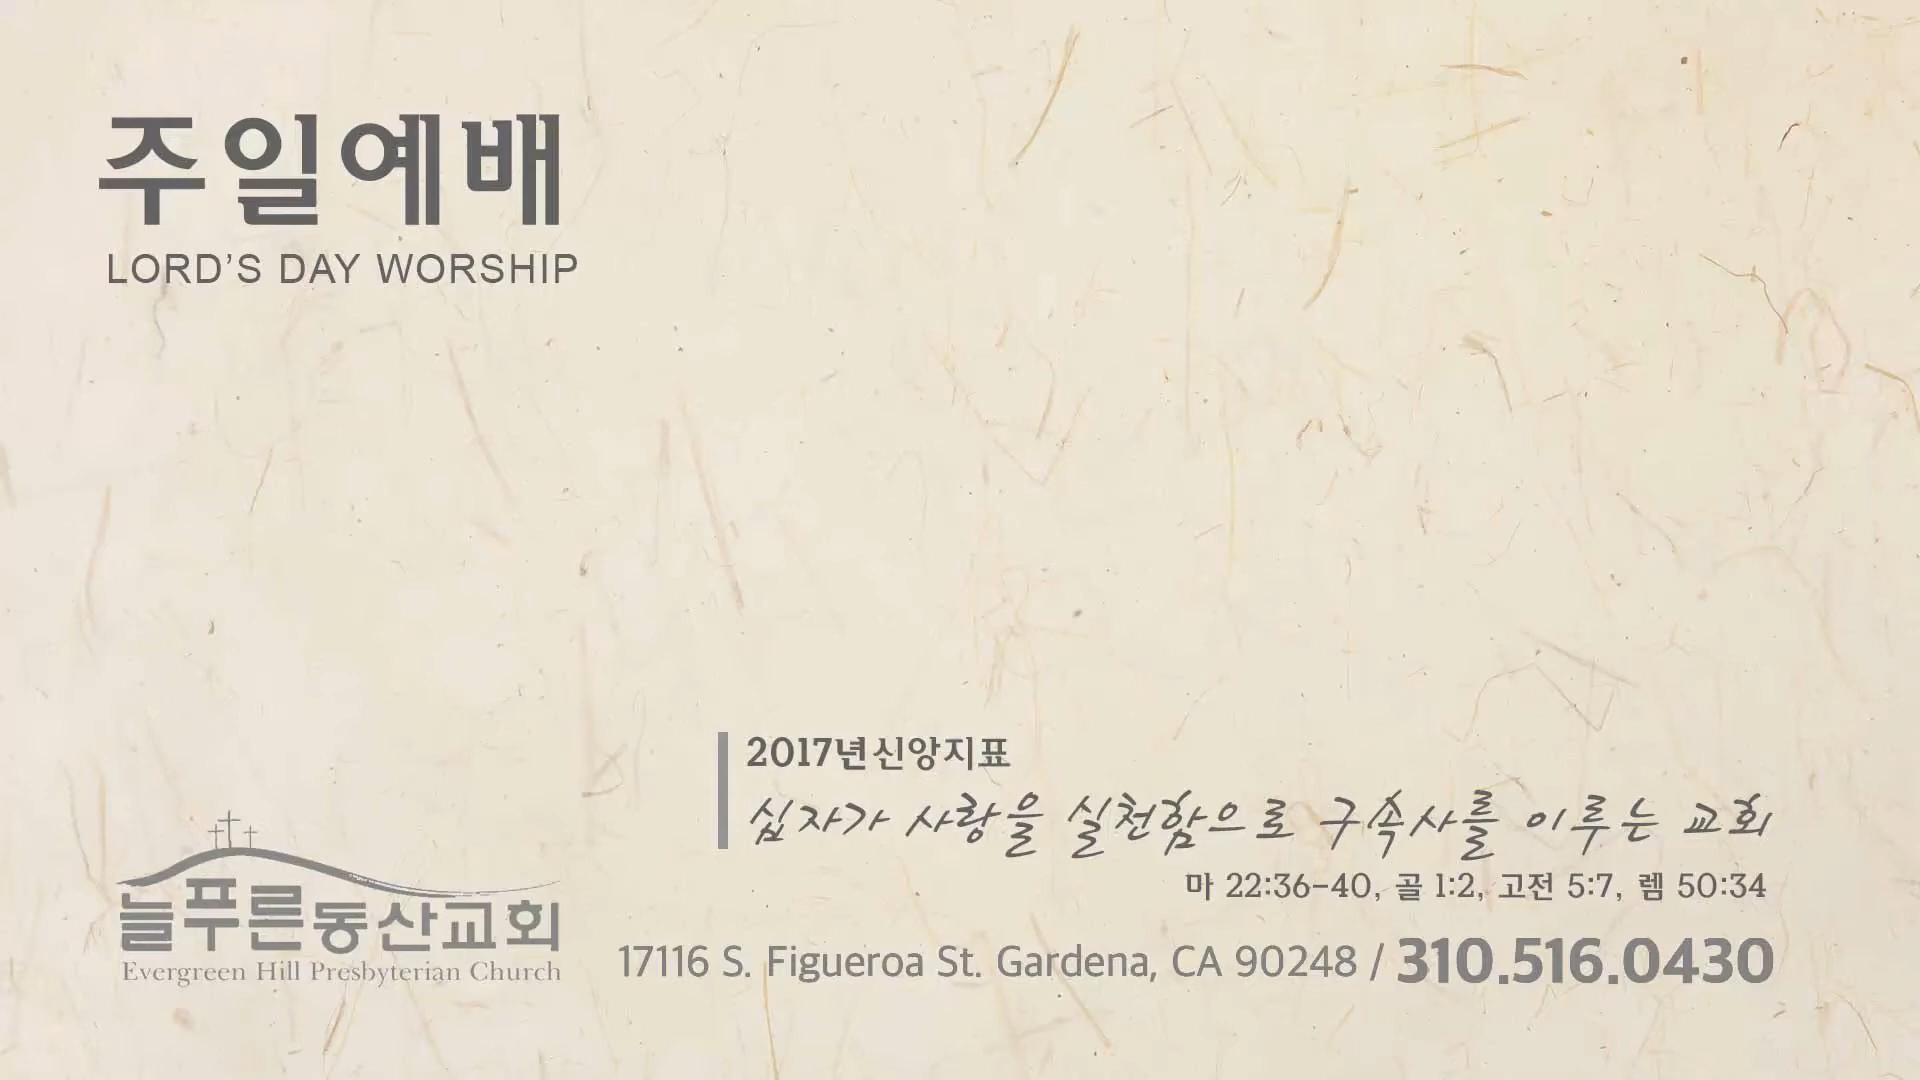 주일예배
LORD'S DAY WORSHIP
2017년 신앙지표
십자가 사랑을 실천함으로 구속사를 이루는 교회
마 22:36-40, 골 1:2, 고전 5:7, 렘 50:34
늘푸른동산교회
Evergreen Hill Presbyterian Church
17116 S. Figueroa St. Gardena, CA 90248 / 310.516.0430